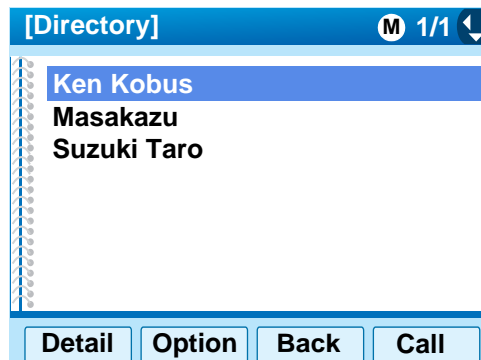 [Directory] M 1/1
Ken Kobus
Masakazu
Suzuki Taro
Detail Option Back Call